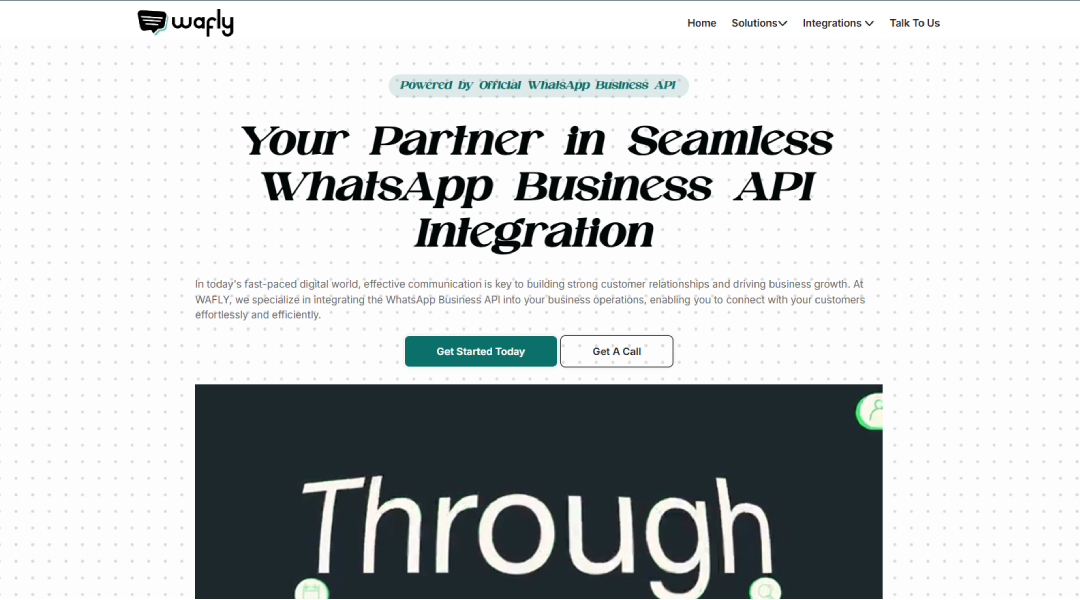 wafly
Home Solutions Integrations Talk To Us
Powered by Official WhatsApp Business API
Your Partner in Seamless
WhatsApp Business API
Integration
In today's fast-paced digital world, effective communication is key to building strong customer relationships and driving business growth. At
WAFLY, we specialize in integrating the WhatsApp Business API into your business operations, enabling you to connect with your customers
effortlessly and efficiently.
Get Started Today Get A Call
Through